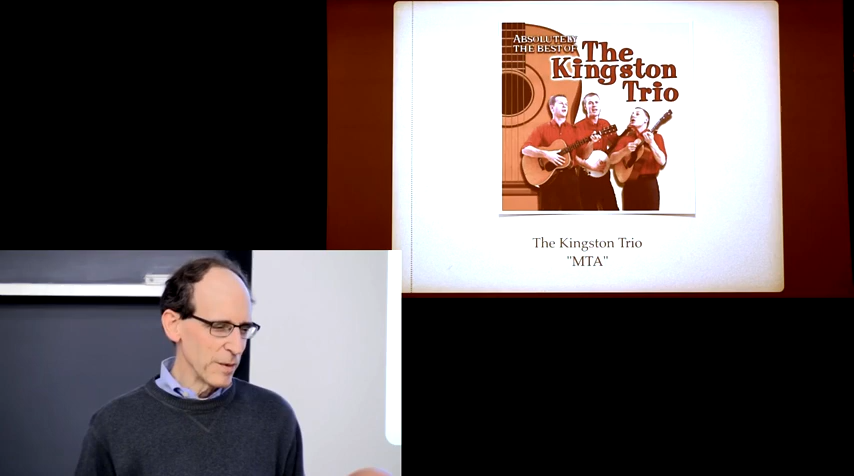 ABSOLUTELY
THE BEST OF
The
Kingston
Trio
The Kingston Trio
"MTA"